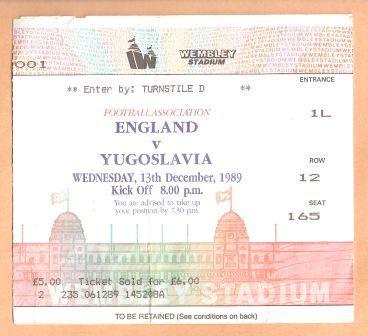 001
WEMBLEY
STADIUM
** Enter by: TURNSTILE D **
ENTRANCE
1L
FOOTBALL ASSOCIATION
ENGLAND
v
YUGOSLAVIA
WEDNESDAY, 13th December, 1989
Kick Off 8.00 p.m.
You are advised to take up
your position by 7.30 p.m.
ROW
12
SEAT
165
£5.00 Ticket Sold for £6.00
2 235 061289 145208A
WEMBLEY STADIUM
TO BE RETAINED (See conditions on back)